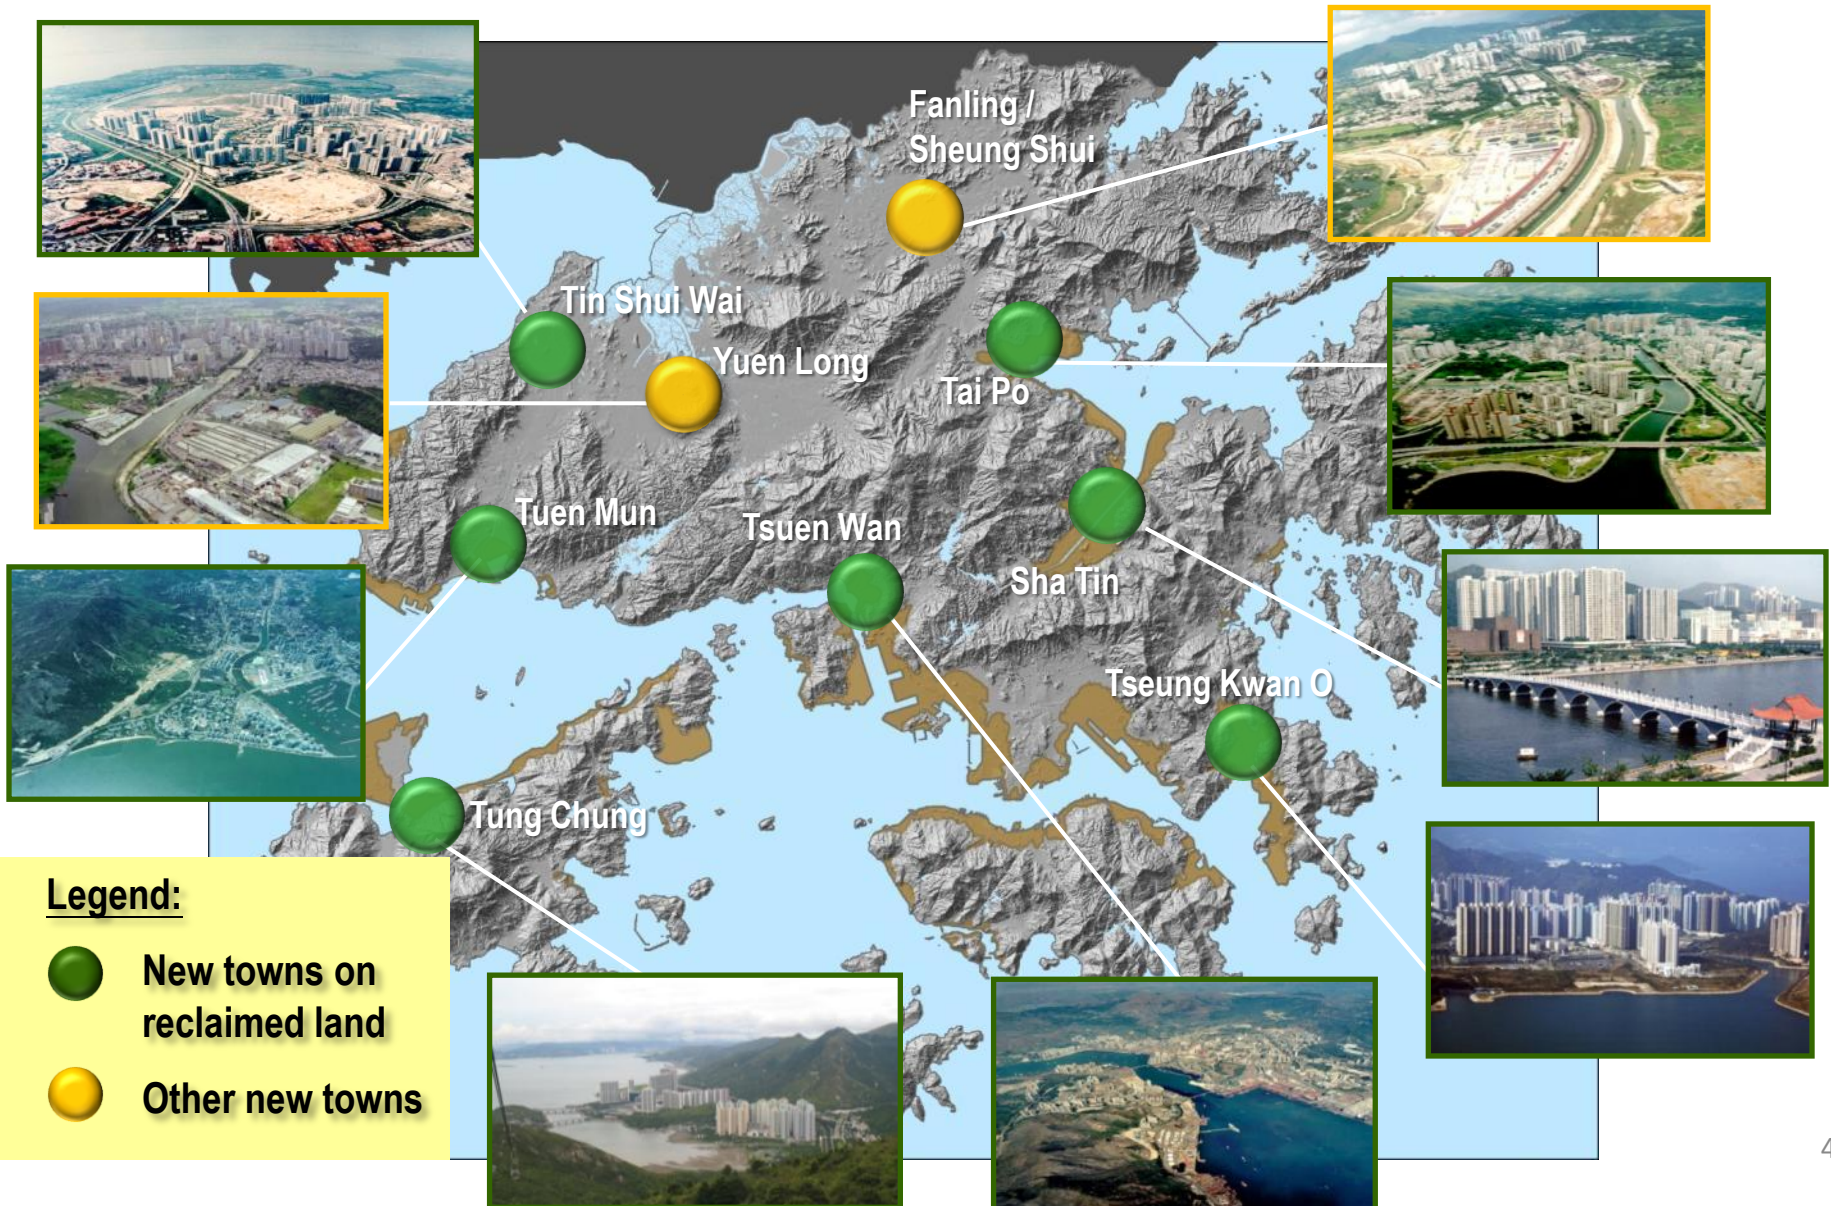 Fanling /
Sheung Shui
Tin Shui Wai
Yuen Long
Tai Po
Tuen Mun
Tsuen Wan
Sha Tin
Tseung Kwan O
Tung Chung
Legend:
New towns on
reclaimed land
Other new towns
4